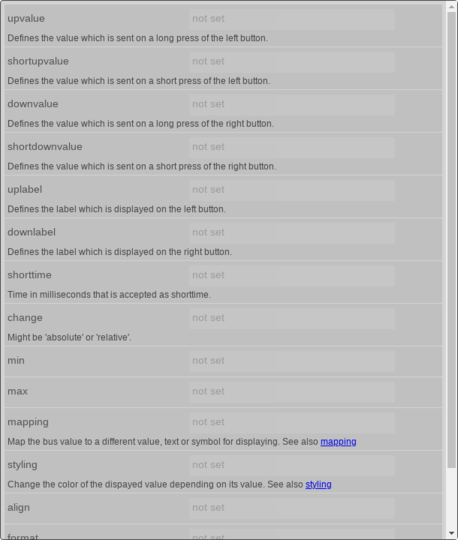 upvalue not set
Defines the value which is sent on a long press of the left button.
shortupvalue not set
Defines the value which is sent on a short press of the left button.
downvalue not set
Defines the value which is sent on a long press of the right button.
shortdownvalue not set
Defines the value which is sent on a short press of the right button.
uplabel not set
Defines the label which is displayed on the left button.
downlabel not set
Defines the label which is displayed on the right button.
shorttime not set
Time in milliseconds that is accepted as shorttime.
change not set
Might be 'absolute' or 'relative'.
min not set
max not set
mapping not set
Map the bus value to a different value, text or symbol for displaying. See also mapping
styling not set
Change the color of the dispayed value depending on its value. See also styling
align not set
format not set